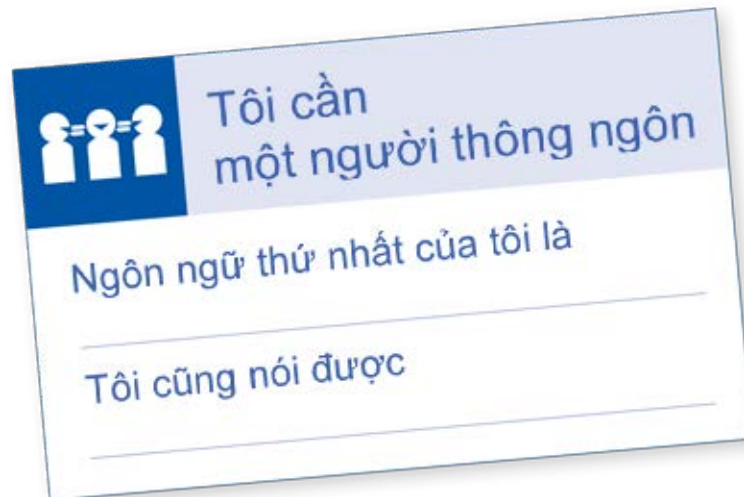 Tôi cần
một người thông ngôn
Ngôn ngữ thứ nhất của tôi là
Tôi cũng nói được